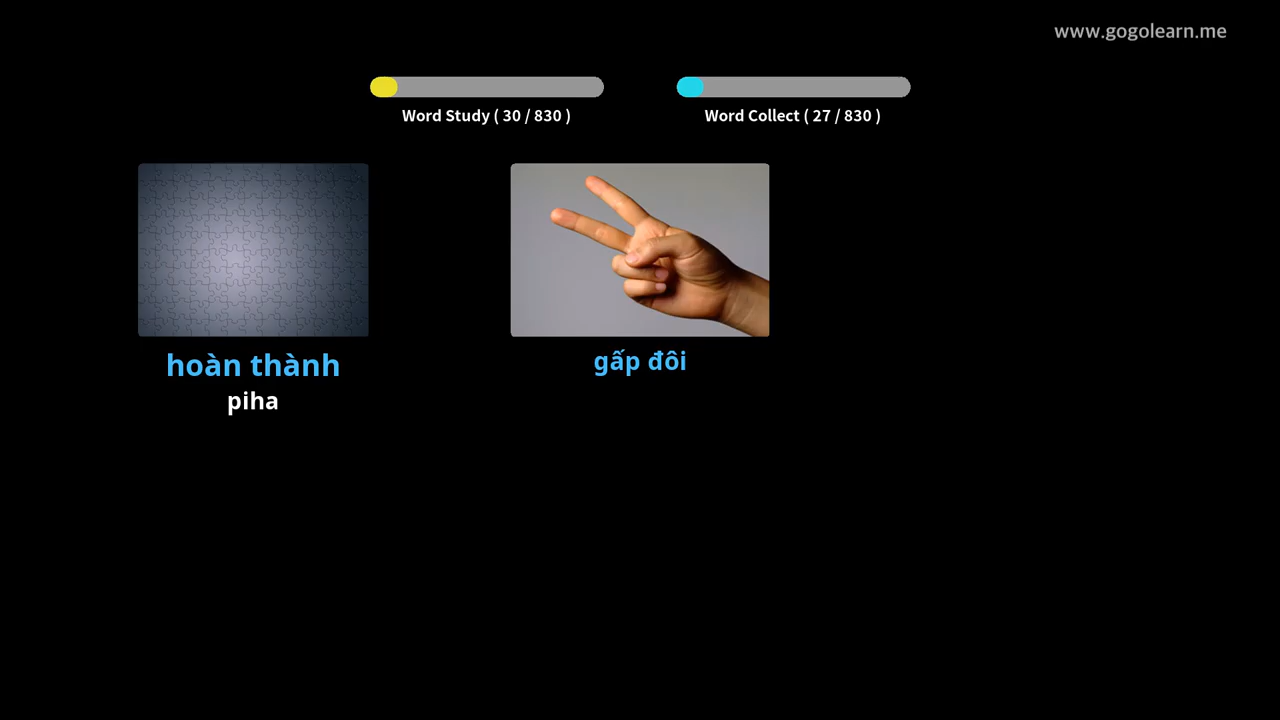 www.gogolearn.me
Word Study ( 30 / 830 )
Word Collect ( 27 / 830 )
hoàn thành
piha
gấp đôi